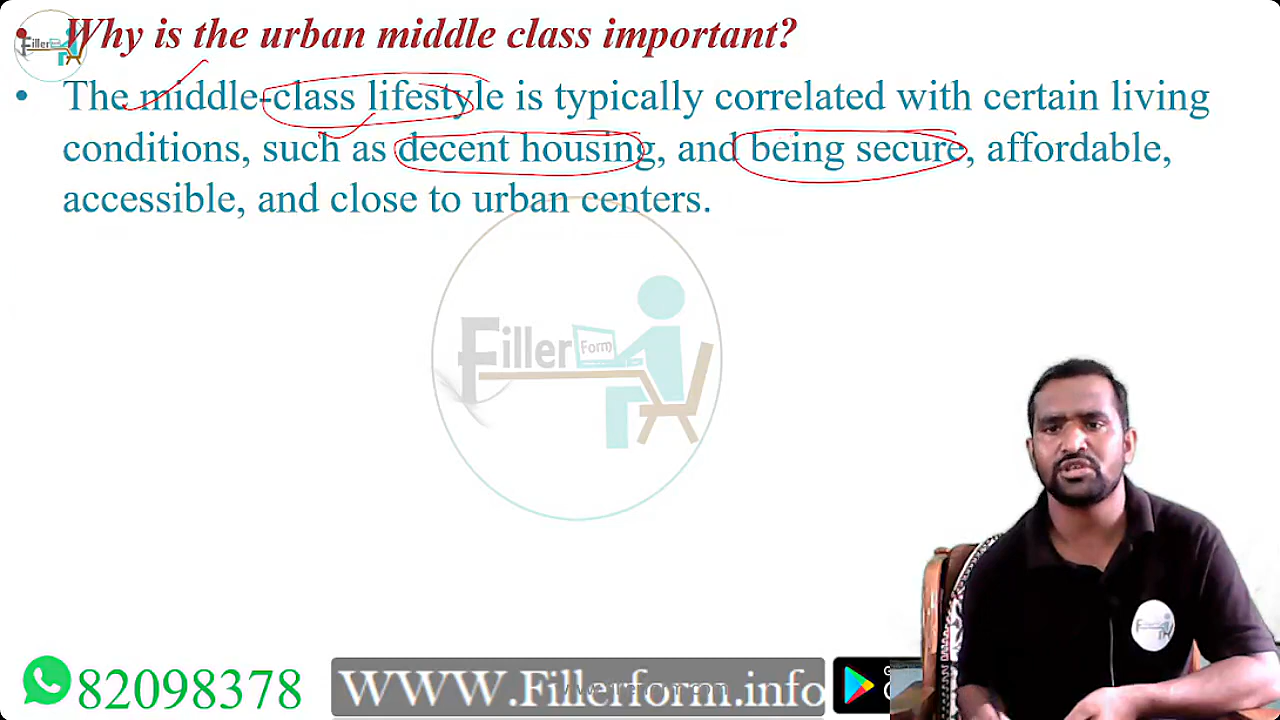 • Why is the urban middle class important?
• The middle-class lifestyle is typically correlated with certain living
conditions, such as decent housing, and being secure, affordable,
accessible, and close to urban centers.
Filler Form
82098378
WWW.Fillerform.info